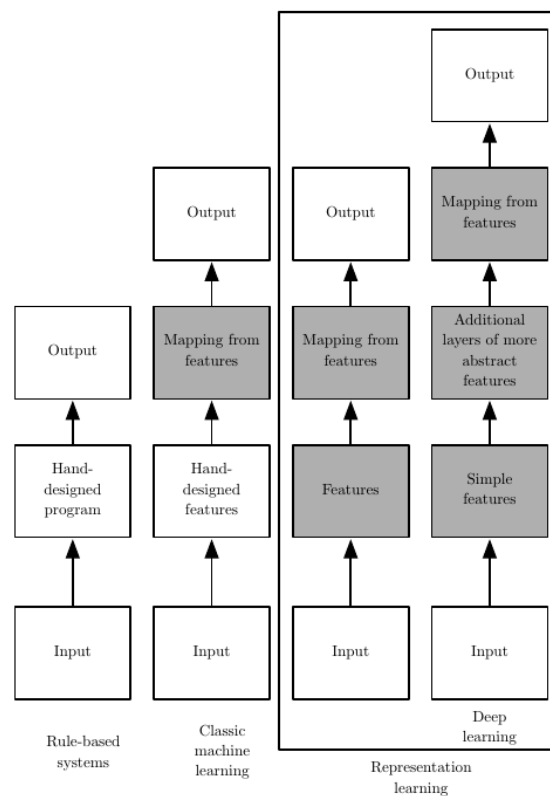 Output
Hand-
designed
program
Input
Rule-based
systems
Output
Mapping from
features
Hand-
designed
features
Input
Classic
machine
learning
Output
Mapping from
features
Features
Input
Output
Mapping from
features
Additional
layers of more
abstract
features
Simple
features
Input
Deep
learning
Representation
learning